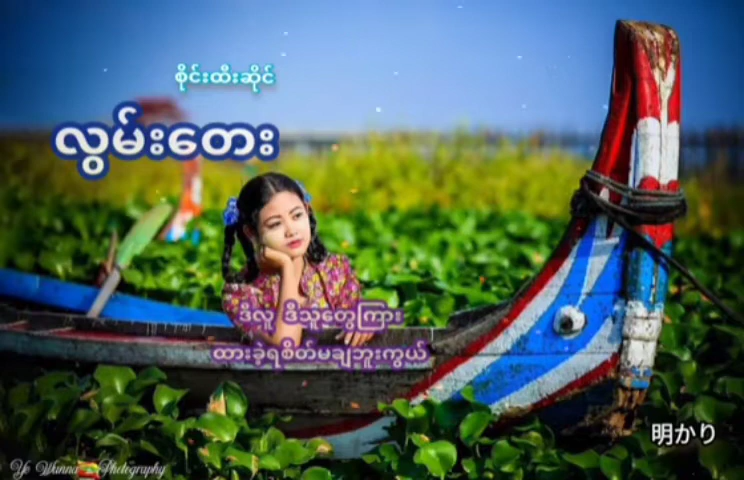 စိုင်းထီးဆိုင်
လွမ်းတေး
ဒီလူ ဒီသူတွေကြား
ထားခဲ့ရစိတ်မချဘူးကွယ်
明かり
Ye Wunna Photography